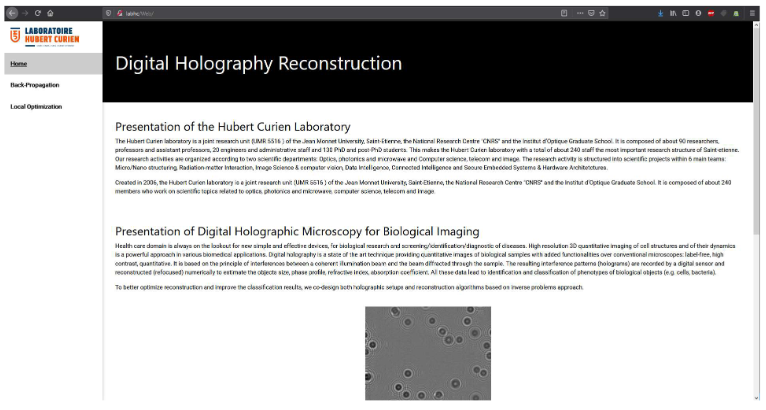 labhc/Web/
LABORATOIRE
HUBERT CURIEN
Home
Back-Propagation
Local Optimization
Digital Holography Reconstruction
Presentation of the Hubert Curien Laboratory
The Hubert Curien laboratory is a joint research unit (UMR 5516 ) of the Jean Monnet University, Saint-Etienne, the National Research Centre "CNRS" and the Institut d'Optique Graduate School. It is composed of about 90 researchers,
professors and assistant professors, 20 engineers and administrative staff and 130 PhD and post-PhD students. This makes the Hubert Curien laboratory with a total of about 240 staff the most important research structure of Saint-etienne.
Our research activities are organized according to two scientific departments: Optics, photonics and microwave and Computer science, telecom and image. The research activity is structured into scientific projects within 6 main teams:
Micro/Nano structuring, Radiation-matter Interaction, Image Science & computer vision, Data Intelligence, Connected Intelligence and Secure Embedded Systems & Hardware Architetctures.
Created in 2006, the Hubert Curien laboratory is a joint research unit (UMR 5516 ) of the Jean Monnet University, Saint-Etienne, the National Research Centre "CNRS" and the Institut d'Optique Graduate School. It is composed of about 240
members who work on scientific topics related to optics, photonics and microwave, computer science, telecom and image.
Presentation of Digital Holographic Microscopy for Biological Imaging
Health care domain is always on the lookout for new simple and effective devices, for biological research and screening/identification/diagnostic of diseases. High resolution 3D quantitative imaging of cell structures and of their dynamics
is a powerful approach in various biomedical applications. Digital holography is a state of the art technique providing quantitative images of biological samples with added functionalities over conventional microscopes: label-free, high
contrast, quantitative. It is based on the principle of interferences between a coherent illumination beam and the beam diffracted through the sample. The resulting interference patterns (holograms) are recorded by a digital sensor and
reconstructed (refocused) numerically to estimate the objects size, phase profile, refractive index, absorption coefficient. All these data lead to identification and classification of phenotypes of biological objects (e.g. cells, bacteria).
To better optimize reconstruction and improve the classification results, we co-design both holographic setups and reconstruction algorithms based on inverse problems approach.